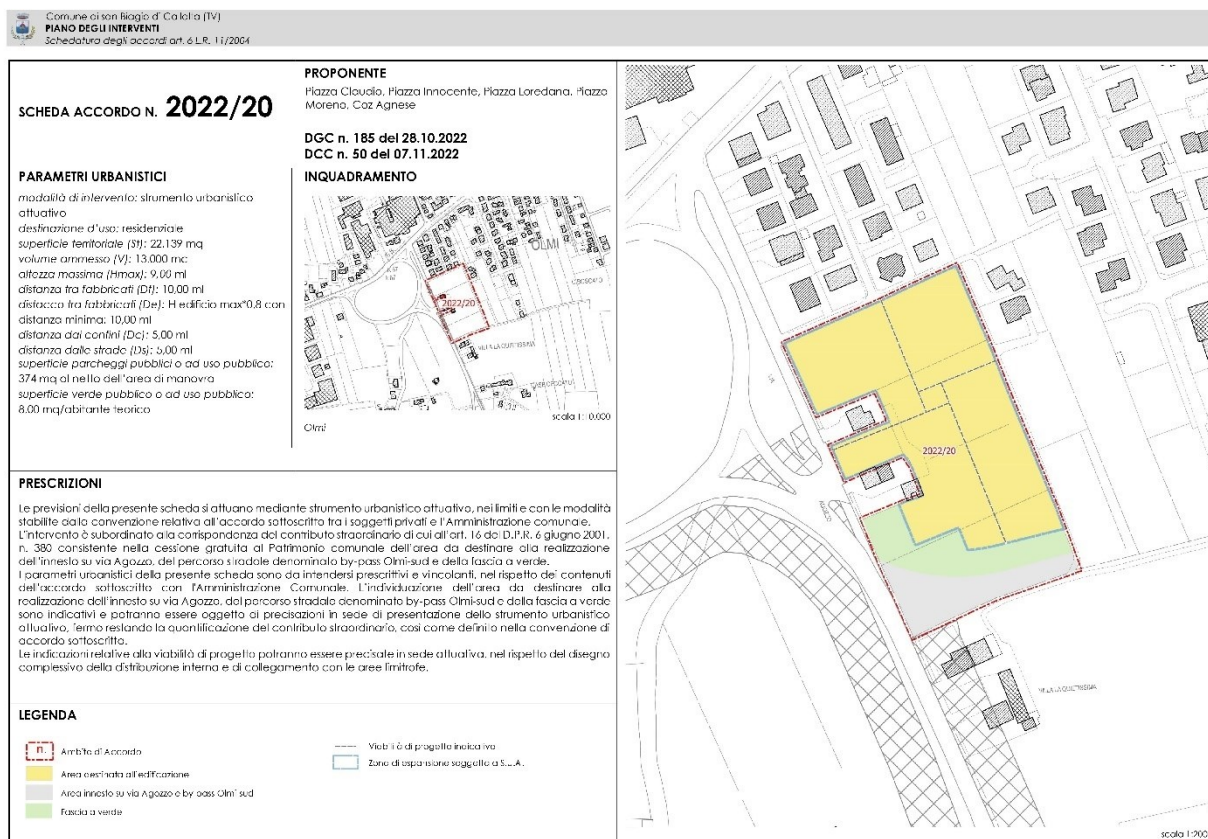 Comune di san Biagio di Callalta (TV)
PIANO DEGLI INTERVENTI
Schedatura degli accordi art. 6 L.R. 11/2004
SCHEDA ACCORDO N. 2022/20
PROPONENTE
Piazza Claudio, Piazza Innocente, Piazza Loredana, Piazza
Moreno, Coz Agnese
DGC n. 185 del 28.10.2022
DCC n. 50 del 07.11.2022
PARAMETRI URBANISTICI
modalità di intervento: strumento urbanistico
attuativo
destinazione d'uso: residenziale
superficie territoriale (St): 22.139 mq
volume ammesso (V): 13.000 mc
altezza massima (Hmax): 9,00 ml
distanza tra fabbricati (Df): 10,00 ml
distacco tra fabbricati (De): H edificio max*0,8 con
distanza minima: 10,00 ml
distanza dai confini (Dc): 5,00 ml
distanza dalle strade (Ds): 5,00 ml
superficie parcheggi pubblici o ad uso pubblico:
374 mq al netto dell'area di manovra
superficie verde pubblico o ad uso pubblico:
8.00 mq/abitante teorico
INQUADRAMENTO
OLMI
2022/20
VILLA LA QUIETE
scala 1:10.000
Olmi
PRESCRIZIONI
Le previsioni della presente scheda si attuano mediante strumento urbanistico attuativo, nei limiti e con le modalità
stabilite dalla convenzione relativa all'accordo sottoscritto tra i soggetti privati e l'Amministrazione comunale.
L'intervento è subordinato alla corrispondenza del contributo straordinario di cui all'art. 16 del D.P.R. 6 giugno 2001,
n. 380 consistente nella cessione gratuita al Patrimonio comunale dell'area da destinare alla realizzazione
dell'innesto su via Agozzo, del percorso stradale denominato by-pass Olmi-sud e della fascia a verde.
I parametri urbanistici della presente scheda sono da intendersi prescrittivi e vincolanti, nel rispetto dei contenuti
dell'accordo sottoscritto con l'Amministrazione Comunale. L'individuazione dell'area da destinare alla
realizzazione dell'innesto su via Agozzo, del percorso stradale denominato by-pass Olmi-sud e della fascia a verde
sono indicativi e potranno essere oggetto di precisazioni in sede di presentazione dello strumento urbanistico
attuativo, fermo restando la quantificazione del contributo straordinario, così come definito nella convenzione di
accordo sottoscritto.
Le indicazioni relative alla viabilità di progetto potranno essere precisate in sede attuativa, nel rispetto del disegno
complessivo della distribuzione interna e di collegamento con le aree limitrofe.
LEGENDA
n. Ambito di Accordo
Area destinata all'edificazione
Area innesto su via Agozzo e by pass Olmi sud
Fascia a verde
Viabilità di progetto indicativa
Zona di espansione soggetta a S.U.A.
2022/20
scala 1:200